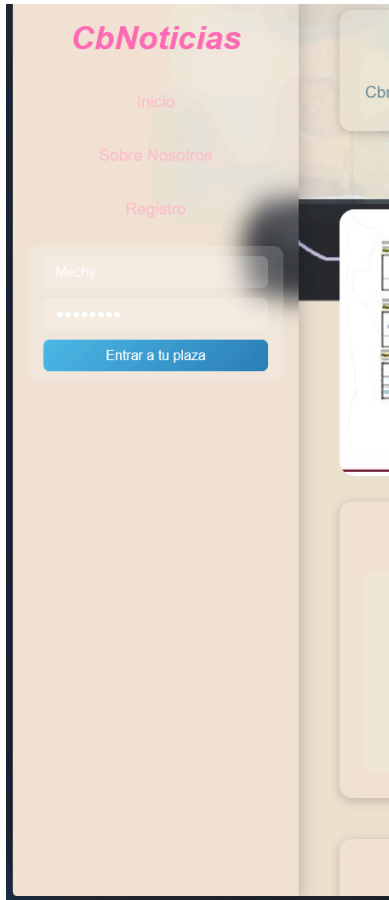 CbNoticias
Inicio
Sobre Nosotros
Registro
Mechy
••••••••
Entrar a tu plaza